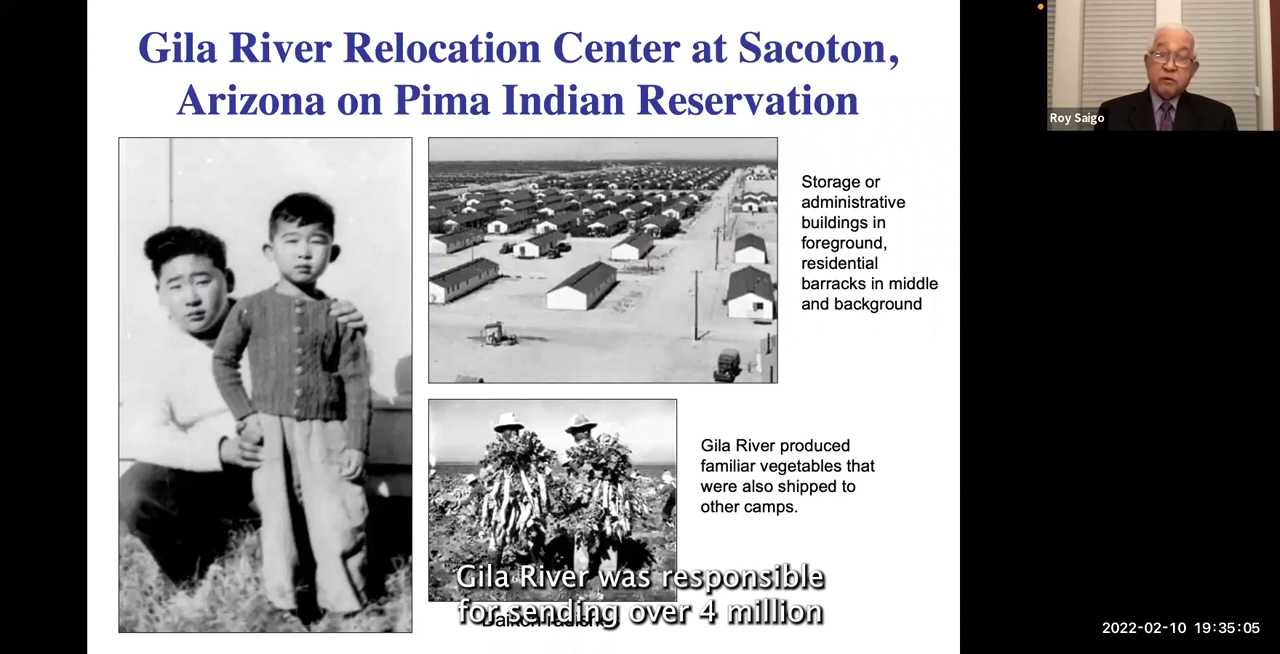 Gila River Relocation Center at Sacoton,
Arizona on Pima Indian Reservation
Roy Saigo
Storage or
administrative
buildings in
foreground,
residential
barracks in middle
and background
Gila River produced
familiar vegetables that
were also shipped to
other camps.
Gila River was responsible
for sending over 4 million
2022-02-10 19:35:05